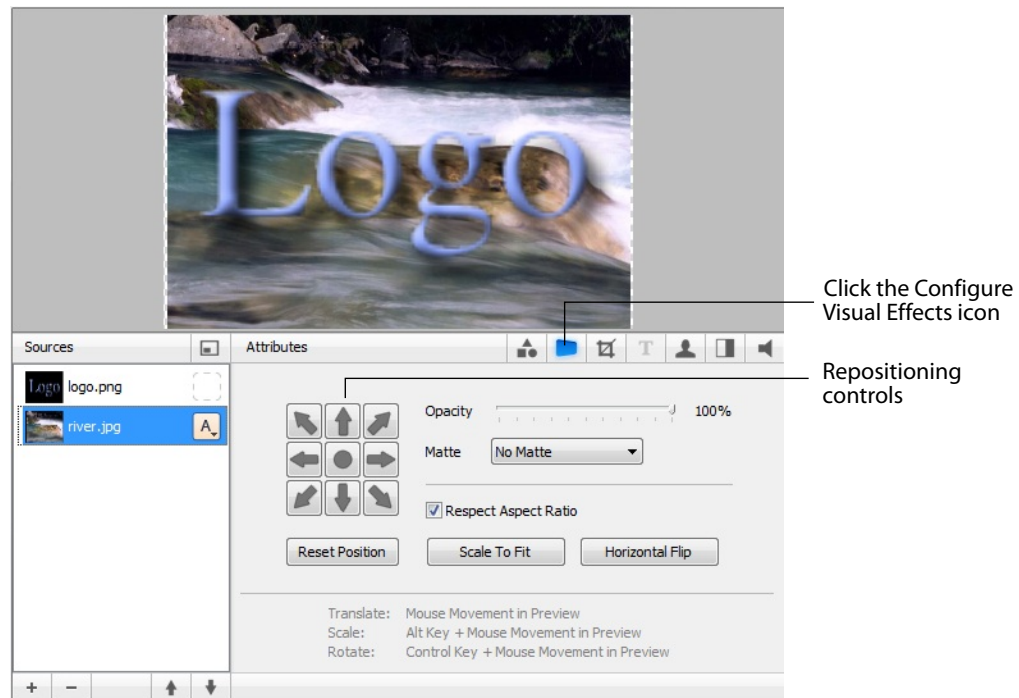 Logo
Click the Configure
Visual Effects icon
Sources
Attributes
T
Repositioning
controls
Logo logo.png
river.jpg
A
Opacity 100%
Matte No Matte
Respect Aspect Ratio
Reset Position Scale To Fit Horizontal Flip
Translate: Mouse Movement in Preview
Scale: Alt Key + Mouse Movement in Preview
Rotate: Control Key + Mouse Movement in Preview
+ −